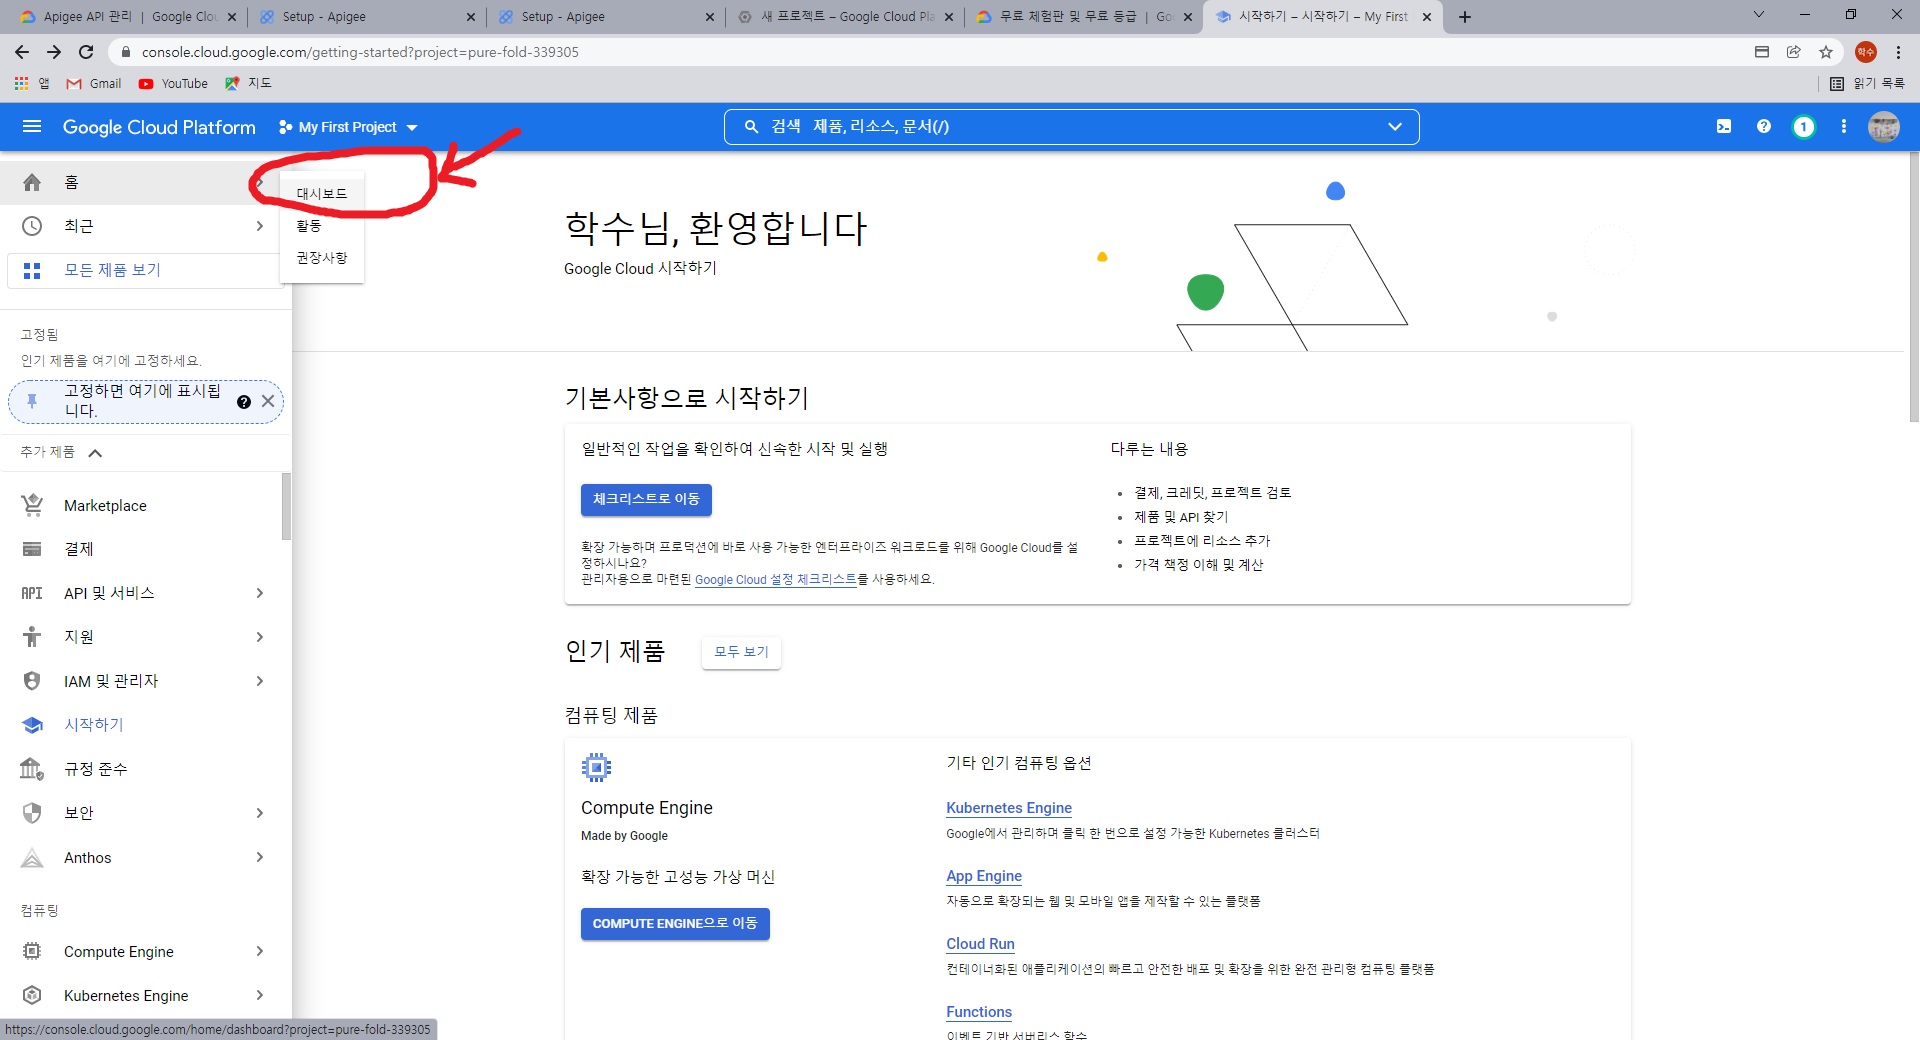 Apigee API 관리 | Google Clou
Setup - Apigee
Setup - Apigee
새 프로젝트 – Google Cloud Pla
무료 체험판 및 무료 등급 | Go
시작하기 – 시작하기 – My First
console.cloud.google.com/getting-started?project=pure-fold-339305
학수
앱
Gmail
YouTube
지도
읽기 목록
Google Cloud Platform
My First Project
검색 제품, 리소스, 문서(/)
1
홈
대시보드
활동
권장사항
최근
모든 제품 보기
고정됨
인기 제품을 여기에 고정하세요.
고정하면 여기에 표시됩
니다.
추가 제품
Marketplace
결제
API
API 및 서비스
지원
IAM 및 관리자
시작하기
규정 준수
보안
Anthos
컴퓨팅
Compute Engine
Kubernetes Engine
https://console.cloud.google.com/home/dashboard?project=pure-fold-339305
학수님, 환영합니다
Google Cloud 시작하기
기본사항으로 시작하기
일반적인 작업을 확인하여 신속한 시작 및 실행
체크리스트로 이동
확장 가능하며 프로덕션에 바로 사용 가능한 엔터프라이즈 워크로드를 위해 Google Cloud를 설
정하시나요?
관리자용으로 마련된 Google Cloud 설정 체크리스트를 사용하세요.
다루는 내용
• 결제, 크레딧, 프로젝트 검토
• 제품 및 API 찾기
• 프로젝트에 리소스 추가
• 가격 책정 이해 및 계산
인기 제품
모두 보기
컴퓨팅 제품
Compute Engine
Made by Google
확장 가능한 고성능 가상 머신
COMPUTE ENGINE으로 이동
기타 인기 컴퓨팅 옵션
Kubernetes Engine
Google에서 관리하며 클릭 한 번으로 설정 가능한 Kubernetes 클러스터
App Engine
자동으로 확장되는 웹 및 모바일 앱을 제작할 수 있는 플랫폼
Cloud Run
컨테이너화된 애플리케이션의 빠르고 안전한 배포 및 확장을 위한 완전 관리형 컴퓨팅 플랫폼
Functions
이벤트 기반 서버리스 함수